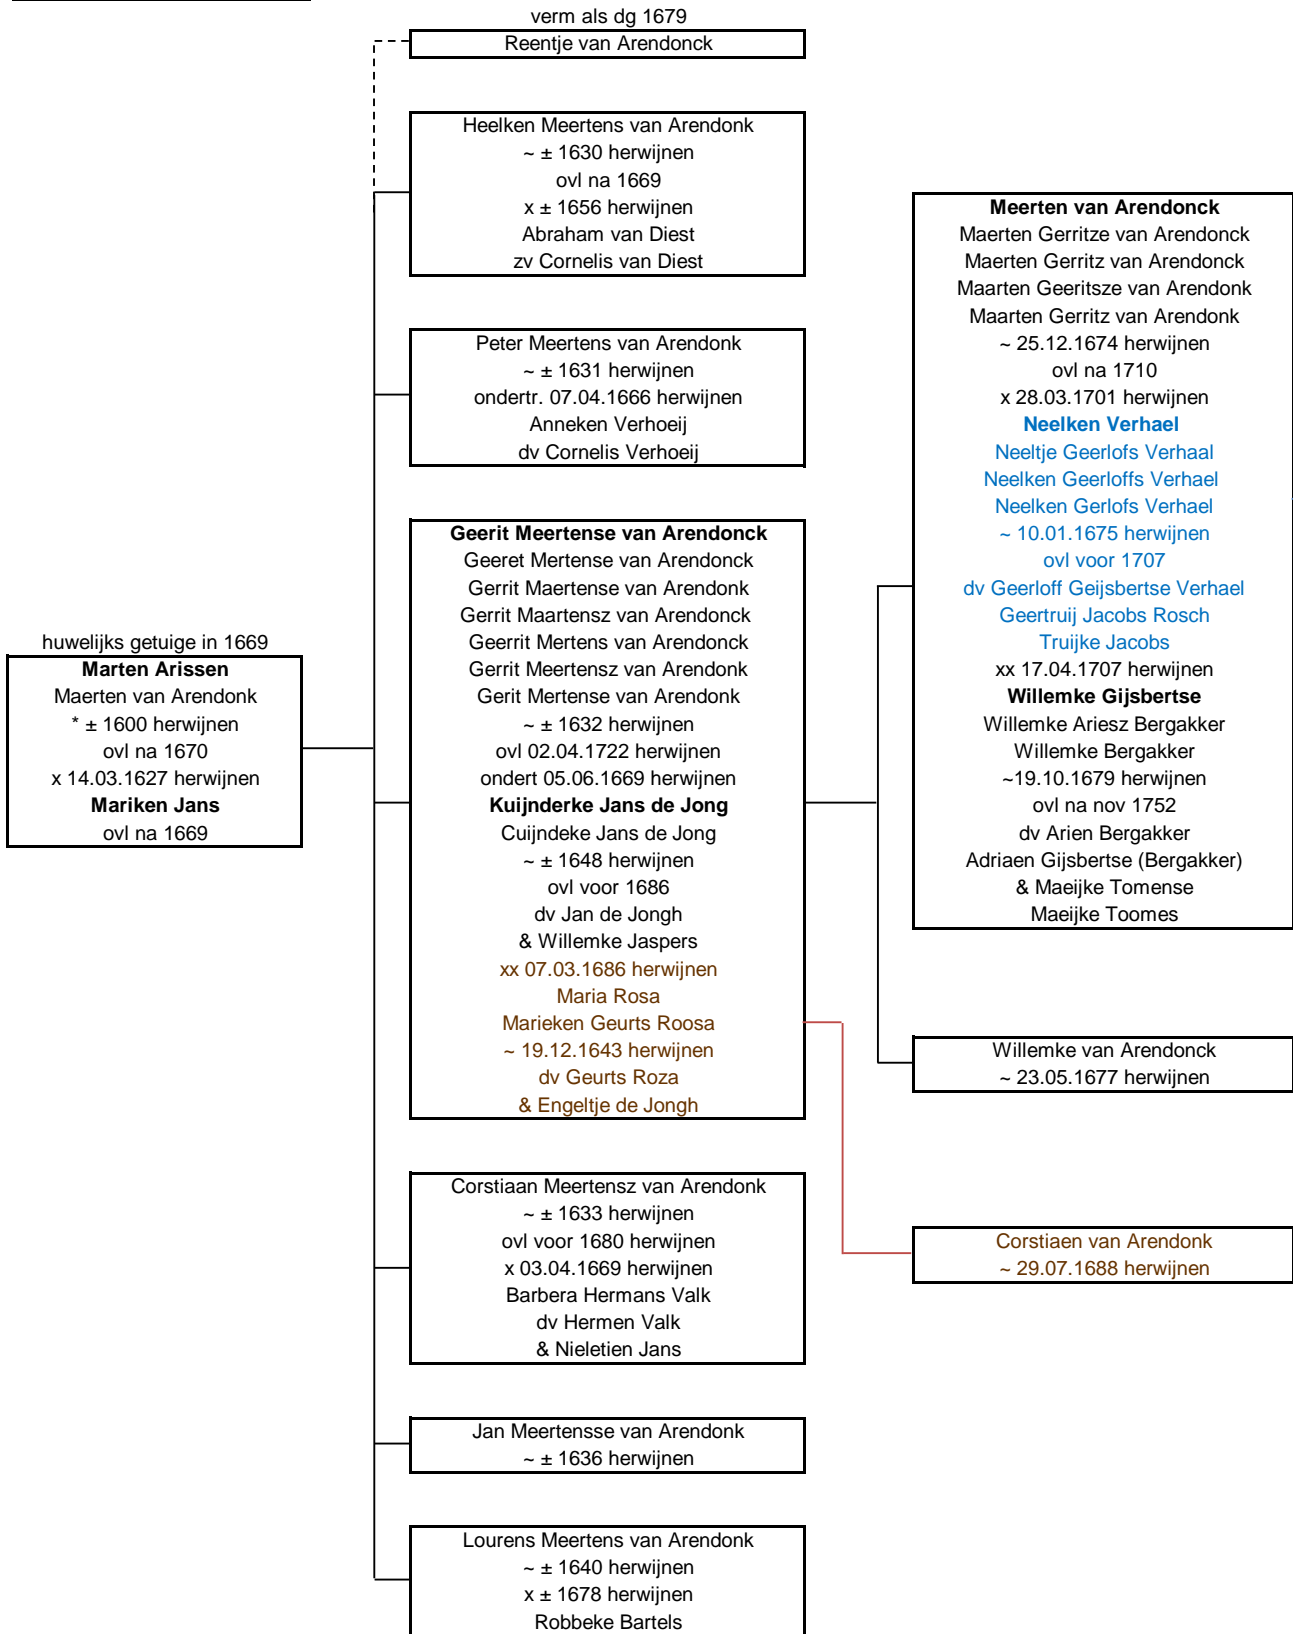 verm als dg 1679
Reentje van Arendonck
Heelken Meertens van Arendonk
~ ± 1630 herwijnen
ovl na 1669
x ± 1656 herwijnen
Abraham van Diest
zv Cornelis van Diest
Peter Meertens van Arendonk
~ ± 1631 herwijnen
ondertr. 07.04.1666 herwijnen
Anneken Verhoeij
dv Cornelis Verhoeij
huwelijks getuige in 1669
Marten Arissen
Maerten van Arendonk
* ± 1600 herwijnen
ovl na 1670
x 14.03.1627 herwijnen
Mariken Jans
ovl na 1669
Geerit Meertense van Arendonck
Geeret Mertense van Arendonck
Gerrit Maertense van Arendonk
Gerrit Maartensz van Arendonck
Geerrit Mertens van Arendonck
Gerrit Meertensz van Arendonk
Gerit Mertense van Arendonk
~ ± 1632 herwijnen
ovl 02.04.1722 herwijnen
ondert 05.06.1669 herwijnen
Kuijnderke Jans de Jong
Cuijndeke Jans de Jong
~ ± 1648 herwijnen
ovl voor 1686
dv Jan de Jongh
& Willemke Jaspers
xx 07.03.1686 herwijnen
Maria Rosa
Marieken Geurts Roosa
~ 19.12.1643 herwijnen
dv Geurts Roza
& Engeltje de Jongh
Corstiaan Meertensz van Arendonk
~ ± 1633 herwijnen
ovl voor 1680 herwijnen
x 03.04.1669 herwijnen
Barbera Hermans Valk
dv Hermen Valk
& Nieletien Jans
Jan Meertensse van Arendonk
~ ± 1636 herwijnen
Lourens Meertens van Arendonk
~ ± 1640 herwijnen
x ± 1678 herwijnen
Robbeke Bartels
Meerten van Arendonck
Maerten Gerritze van Arendonck
Maerten Gerritz van Arendonck
Maarten Geeritsze van Arendonk
Maarten Gerritz van Arendonk
~ 25.12.1674 herwijnen
ovl na 1710
x 28.03.1701 herwijnen
Neelken Verhael
Neeltje Geerlofs Verhaal
Neelken Geerloffs Verhael
Neelken Gerlofs Verhael
~ 10.01.1675 herwijnen
ovl voor 1707
dv Geerloff Geijsbertse Verhael
Geertruij Jacobs Rosch
Truijke Jacobs
xx 17.04.1707 herwijnen
Willemke Gijsbertse
Willemke Ariesz Bergakker
Willemke Bergakker
~19.10.1679 herwijnen
ovl na nov 1752
dv Arien Bergakker
Adriaen Gijsbertse (Bergakker)
& Maeijke Tomense
Maeijke Toomes
Willemke van Arendonck
~ 23.05.1677 herwijnen
Corstiaen van Arendonk
~ 29.07.1688 herwijnen